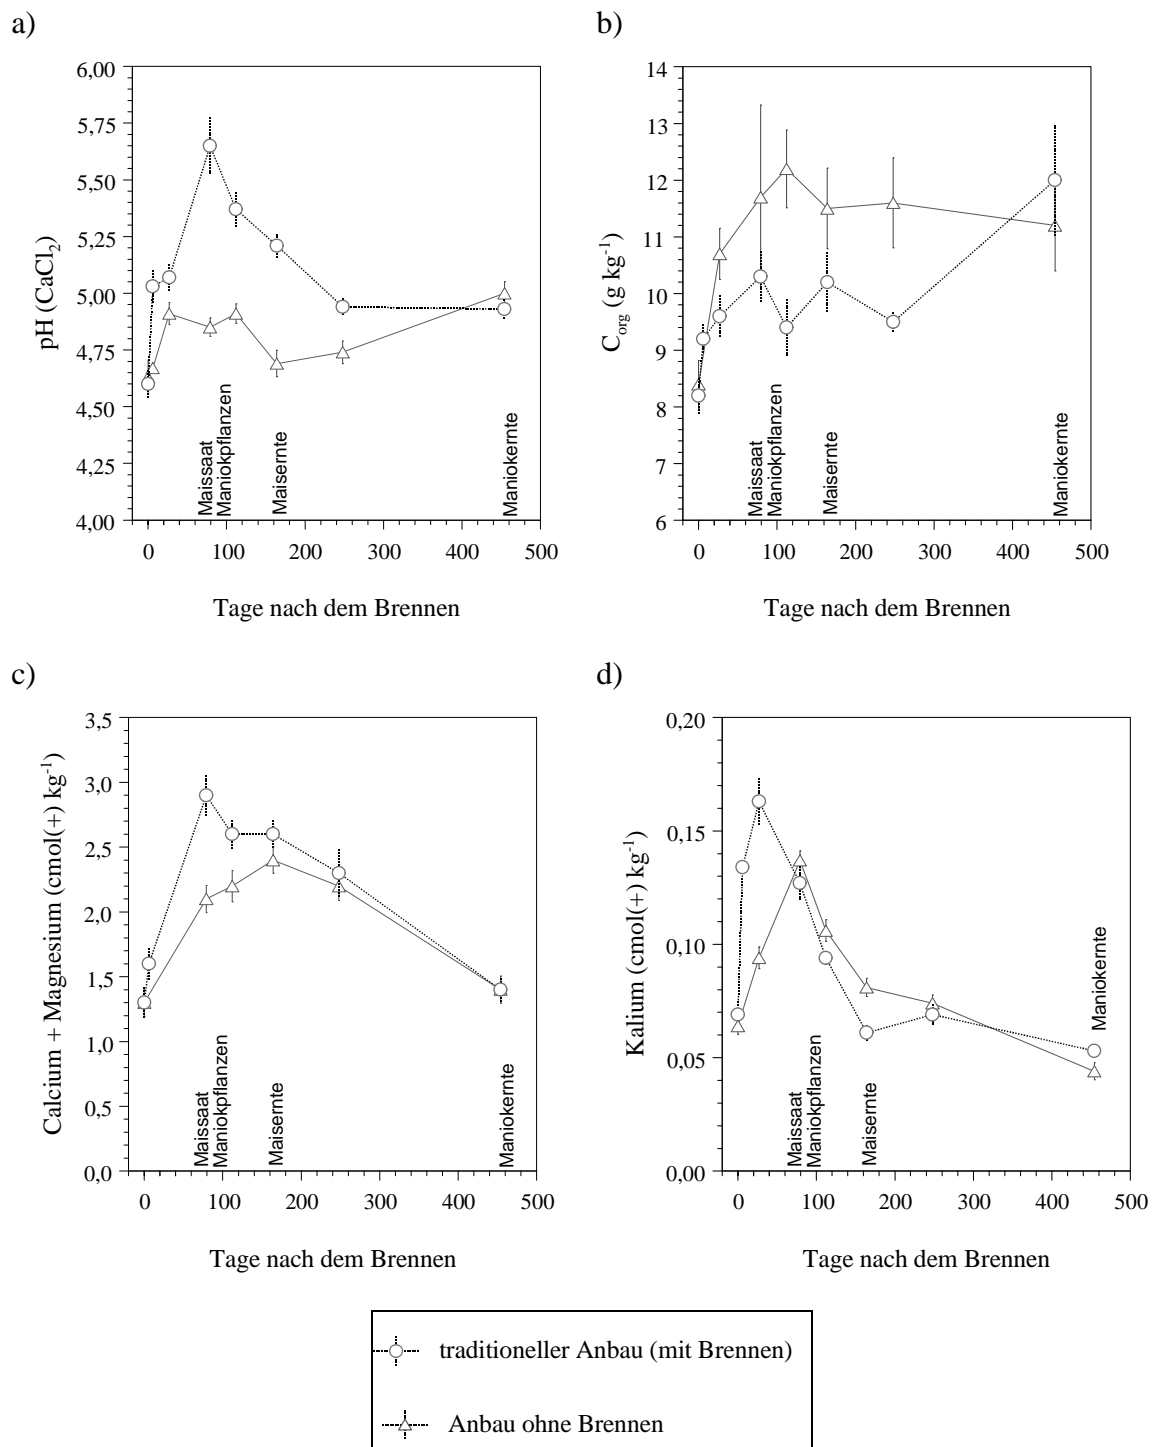 a)
6,00
5,75
5,50
5,25
5,00
4,75
4,50
4,25
4,00
pH (CaCl₂)
Maissaat
Maniokpflanzen
Maisernte
Maniokernte
0 100 200 300 400 500
Tage nach dem Brennen
b)
14
13
12
11
10
9
8
7
6
C_org (g kg⁻¹)
Maissaat
Maniokpflanzen
Maisernte
Maniokernte
0 100 200 300 400 500
Tage nach dem Brennen
c)
3,5
3,0
2,5
2,0
1,5
1,0
0,5
0,0
Calcium + Magnesium (cmol(+) kg⁻¹)
Maissaat
Maniokpflanzen
Maisernte
Maniokernte
0 100 200 300 400 500
Tage nach dem Brennen
d)
0,20
0,15
0,10
0,05
0,00
Kalium (cmol(+) kg⁻¹)
Maissaat
Maniokpflanzen
Maisernte
Maniokernte
0 100 200 300 400 500
Tage nach dem Brennen
traditioneller Anbau (mit Brennen)
Anbau ohne Brennen